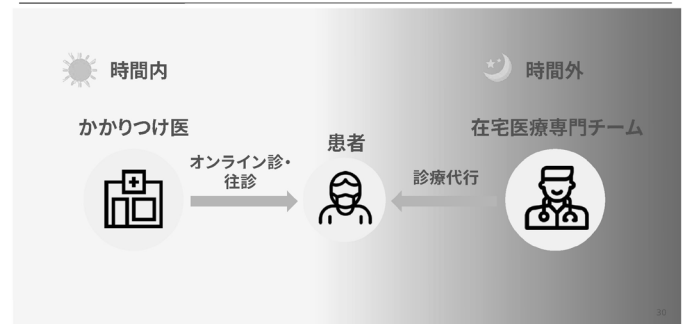 時間内
時間外
かかりつけ医
患者
在宅医療専門チーム
オンライン診・
往診
診療代行
30